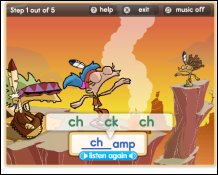 Step 1 out of 5 ? help × exit music off
ch ck ch
ch amp
listen again